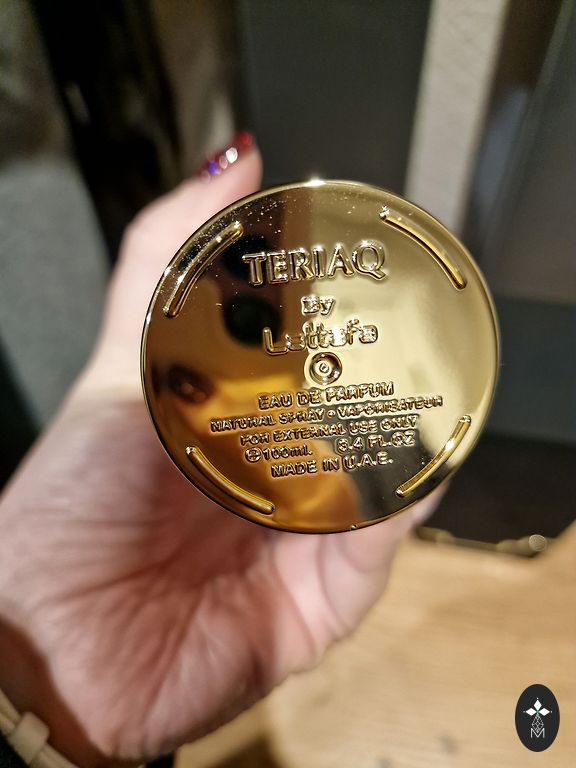 TERIAQ
By
Lattafa
EAU DE PARFUM
NATURAL SPRAY • VAPORISATEUR
FOR EXTERNAL USE ONLY
⊕100ml. 3.4 FL.OZ
MADE IN U.A.E.
M